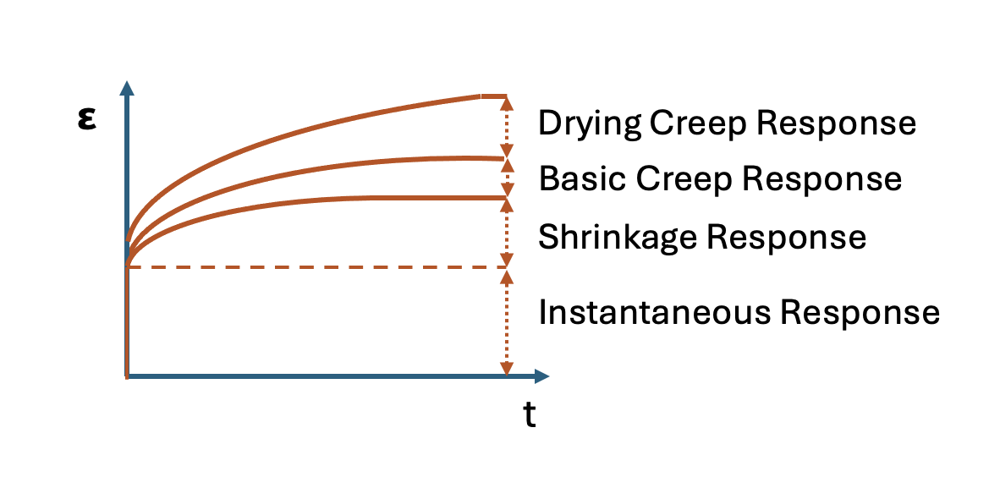 ε
Drying Creep Response
Basic Creep Response
Shrinkage Response
Instantaneous Response
t